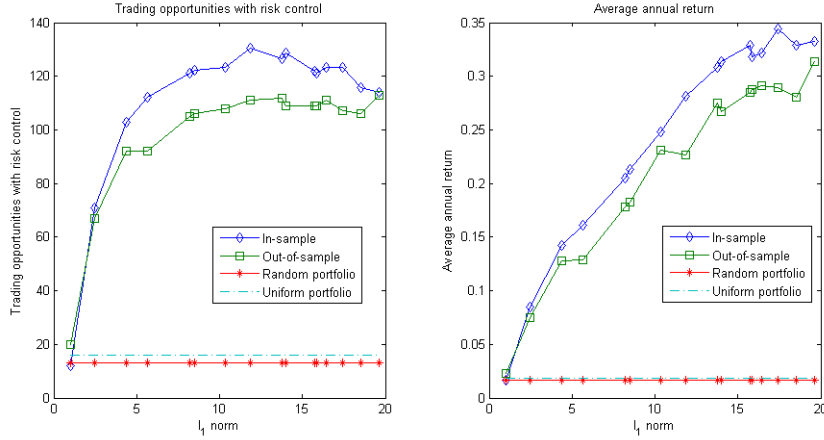 Trading opportunities with risk control
Trading opportunities with risk control
140
120
100
80
60
40
20
0
0
5
10
15
20
l1 norm
In-sample
Out-of-sample
Random portfolio
Uniform portfolio
Average annual return
Average annual return
0.35
0.3
0.25
0.2
0.15
0.1
0.05
0
0
5
10
15
20
l1 norm
In-sample
Out-of-sample
Random portfolio
Uniform portfolio